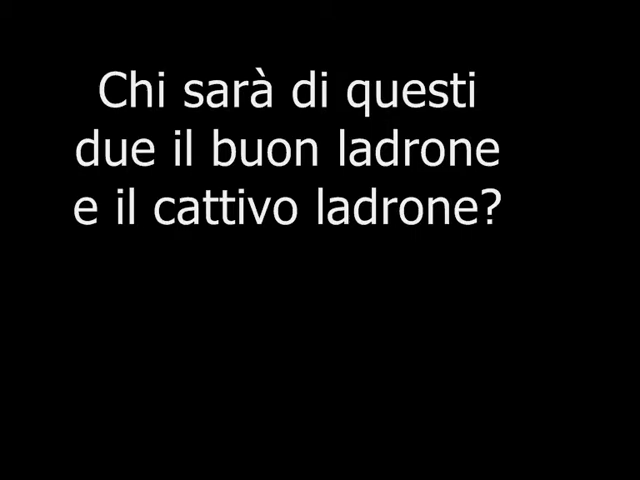 Chi sarà di questi
due il buon ladrone
e il cattivo ladrone?